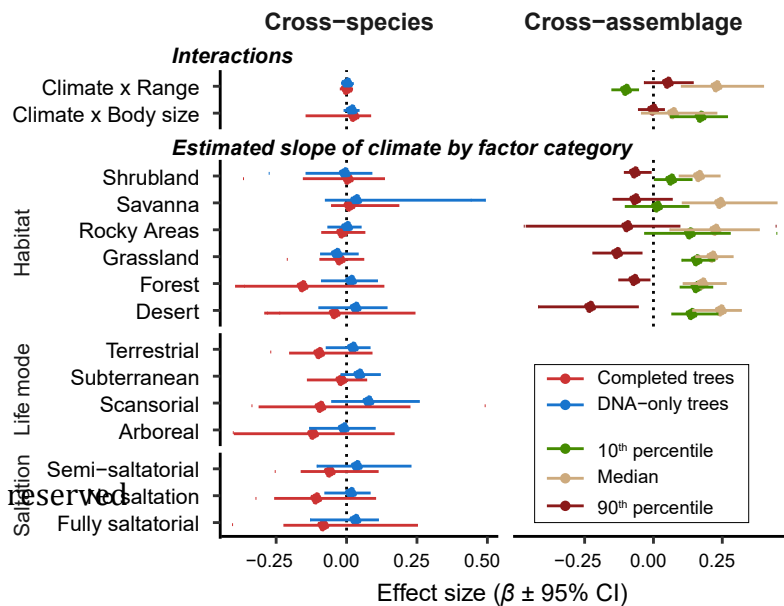 Cross−species Cross−assemblage
Interactions
Climate x Range
Climate x Body size
Estimated slope of climate by factor category
Habitat
Shrubland
Savanna
Rocky Areas
Grassland
Forest
Desert
Life mode
Terrestrial
Subterranean
Scansorial
Arboreal
Saltation
Semi−saltatorial
No saltation
Fully saltatorial
reserved
Completed trees
DNA−only trees
10th percentile
Median
90th percentile
−0.25 0.00 0.25 0.50 −0.25 0.00 0.25
Effect size (β ± 95% CI)